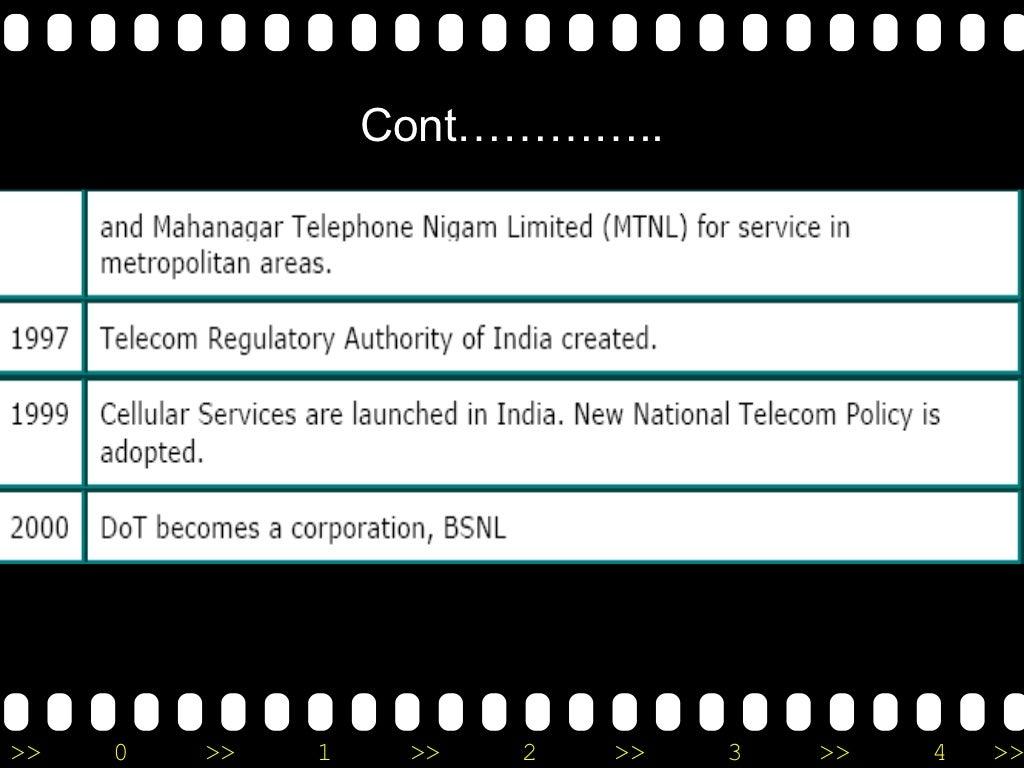 Cont…………..
and Mahanagar Telephone Nigam Limited (MTNL) for service in
metropolitan areas.
1997 Telecom Regulatory Authority of India created.
1999 Cellular Services are launched in India. New National Telecom Policy is
adopted.
2000 DoT becomes a corporation, BSNL
>> 0 >> 1 >> 2 >> 3 >> 4 >>